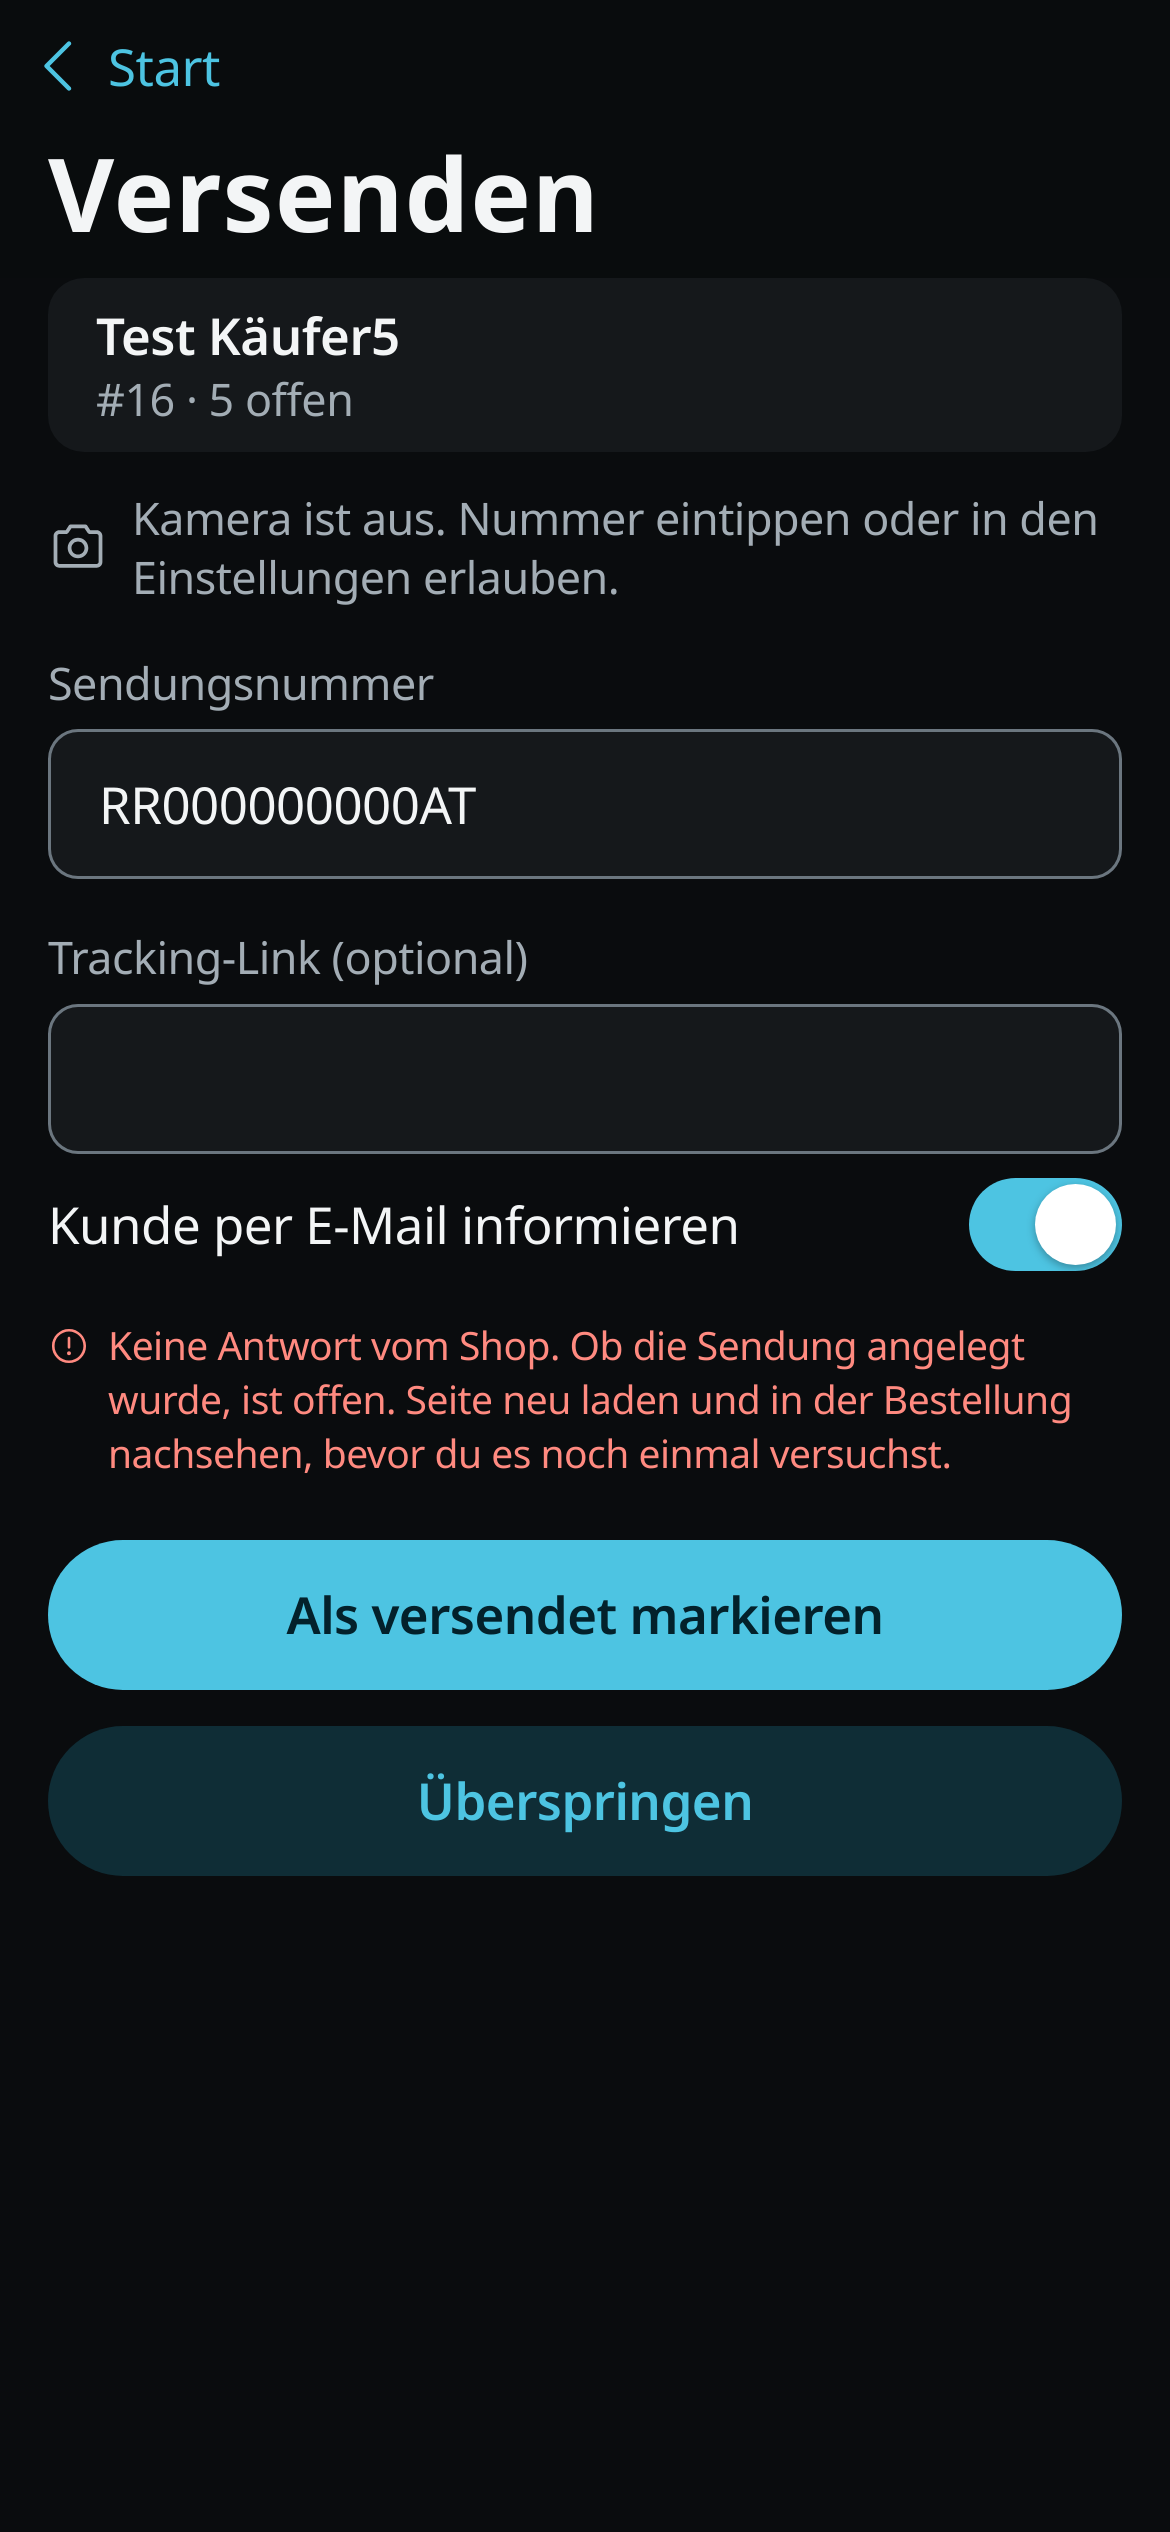 Start
Versenden
Test Käufer5
#16 · 5 offen
Kamera ist aus. Nummer eintippen oder in den
Einstellungen erlauben.
Sendungsnummer
RR000000000AT
Tracking-Link (optional)
Kunde per E-Mail informieren
Keine Antwort vom Shop. Ob die Sendung angelegt
wurde, ist offen. Seite neu laden und in der Bestellung
nachsehen, bevor du es noch einmal versuchst.
Als versendet markieren
Überspringen